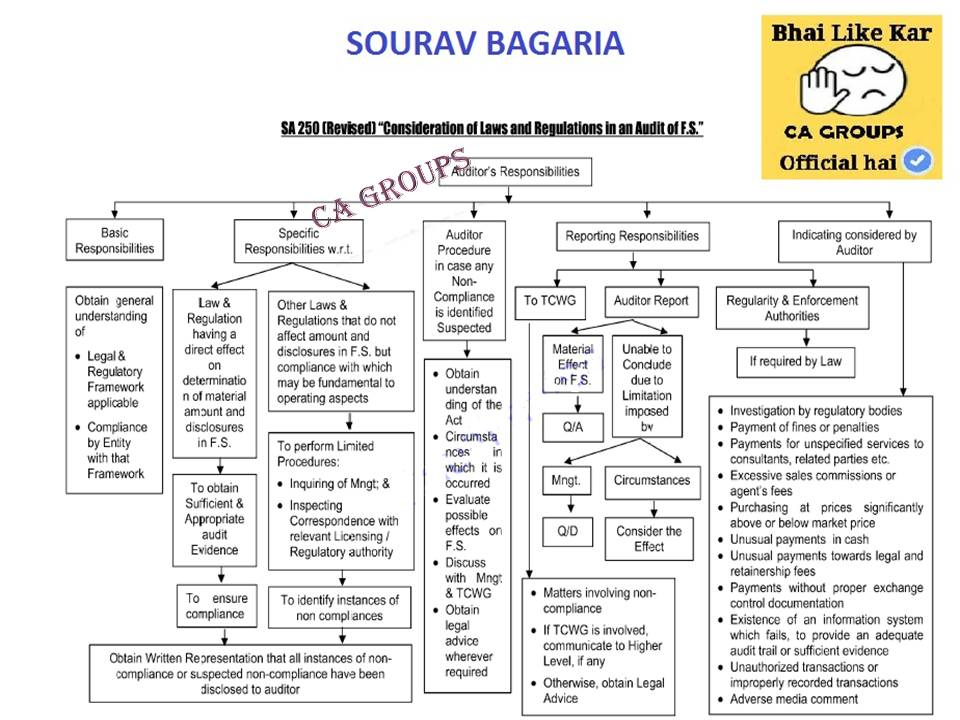 SOURAV BAGARIA
Bhai Like Kar
CA GROUPS
Official hai
SA 250 (Revised) “Consideration of Laws and Regulations in an Audit of F.S.”
CA GROUPS
Auditor’s Responsibilities
Basic
Responsibilities
Specific
Responsibilities w.r.t.
Auditor
Procedure
in case any
Non-
Compliance
is identified
Suspected
Reporting Responsibilities
Indicating considered by
Auditor
Obtain general
understanding
of
• Legal &
Regulatory
Framework
applicable
• Compliance
by Entity
with that
Framework
Law &
Regulation
having a
direct effect
on
determinatio
n of material
amount and
disclosures
in F.S.
Other Laws &
Regulations that do not
affect amount and
disclosures in F.S. but
compliance with which
may be fundamental to
operating aspects
To TCWG
Auditor Report
Regularity & Enforcement
Authorities
Material
Effect
on F.S.
Unable to
Conclude
due to
Limitation
imposed
by
If required by Law
Q/A
Mngt.
Circumstances
Q/D
Consider the
Effect
To obtain
Sufficient &
Appropriate
audit
Evidence
To perform Limited
Procedures:
• Inquiring of Mngt; &
• Inspecting
Correspondence with
relevant Licensing /
Regulatory authority
To ensure
compliance
To identify instances of
non compliances
Obtain Written Representation that all instances of non-
compliance or suspected non-compliance have been
disclosed to auditor
• Obtain
understan
ding of the
Act
• Circumsta
nces in
which it is
occurred
• Evaluate
possible
effects on
F.S.
• Discuss
with Mngt
& TCWG
• Obtain
legal
advice
wherever
required
• Matters involving non-
compliance
• If TCWG is involved,
communicate to Higher
Level, if any
• Otherwise, obtain Legal
Advice
• Investigation by regulatory bodies
• Payment of fines or penalties
• Payments for unspecified services to
consultants, related parties etc.
• Excessive sales commissions or
agent’s fees
• Purchasing at prices significantly
above or below market price
• Unusual payments in cash
• Unusual payments towards legal and
retainership fees
• Payments without proper exchange
control documentation
• Existence of an information system
which fails, to provide an adequate
audit trail or sufficient evidence
• Unauthorized transactions or
improperly recorded transactions
• Adverse media comment